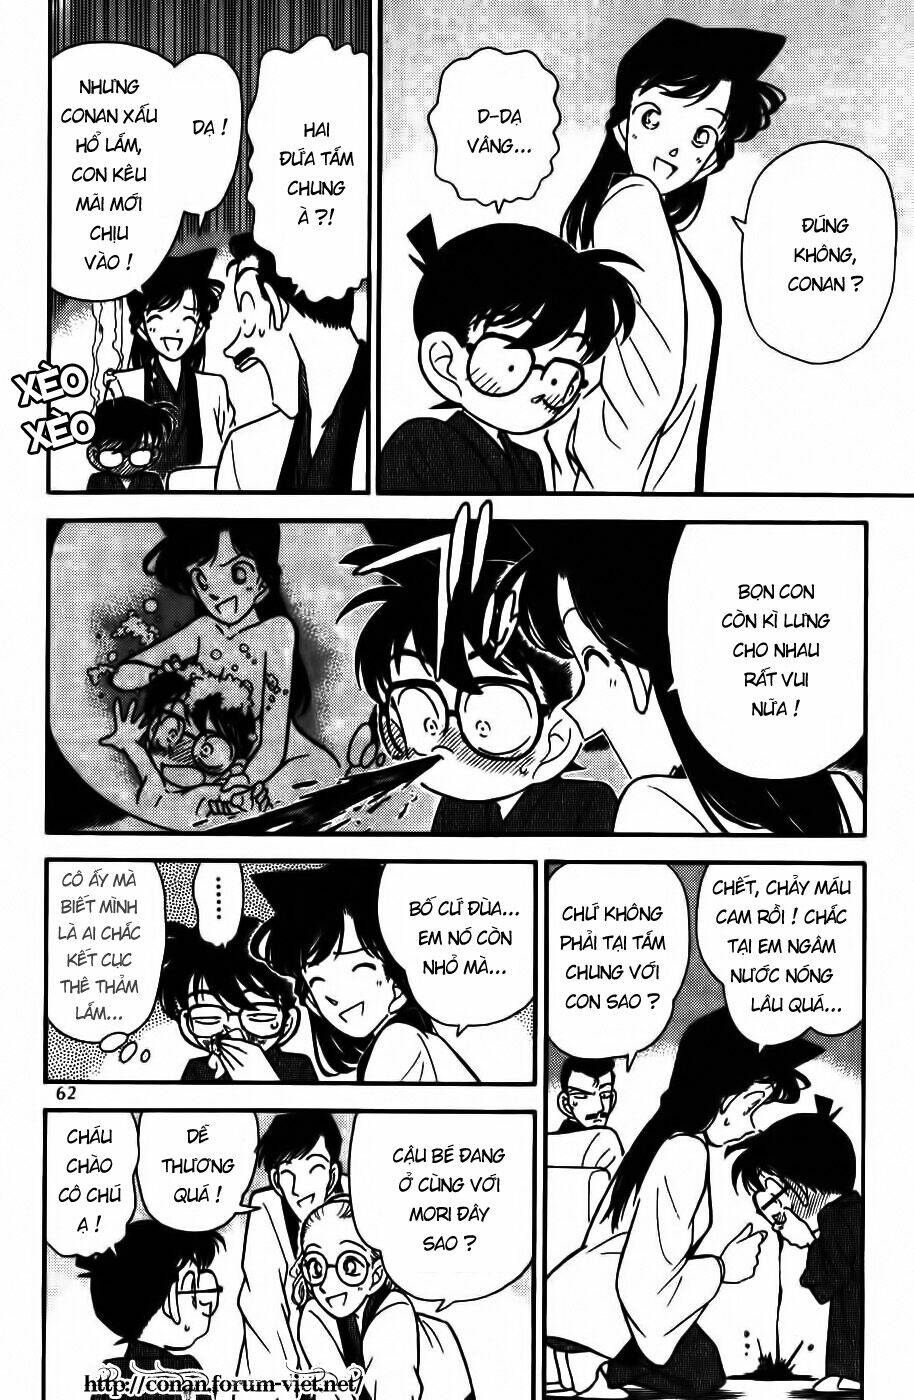 ĐÚNG
KHÔNG,
CONAN ?
D-DẠ
VÂNG...
HAI
ĐỨA TẮM
CHUNG
À ?!
DẠ !
NHƯNG
CONAN XẤU
HỔ LẮM,
CON KÊU
MÃI MỚI
CHỊU
VÀO !
XÈO
XÈO
BỌN CON
CÒN KÌ LƯNG
CHO NHAU
RẤT VUI
NỮA !
CHẾT, CHẢY MÁU
CAM RỒI ! CHẮC
TẠI EM NGÂM
NƯỚC NÓNG
LÂU QUÁ...
CHỨ KHÔNG
PHẢI TẠI TẮM
CHUNG VỚI
CON SAO ?
BỐ CỨ ĐÙA...
EM NÓ CÒN
NHỎ MÀ...
......
CÔ ẤY MÀ
BIẾT MÌNH
LÀ AI CHẮC
KẾT CỤC
THÊ THẢM
LẮM...
62
CẬU BÉ ĐANG
Ở CÙNG VỚI
MORI ĐÂY
SAO ?
DỄ
THƯƠNG
QUÁ !
CHÁU
CHÀO
CÔ CHÚ
Ạ !
http://conan.forum-viet.net/